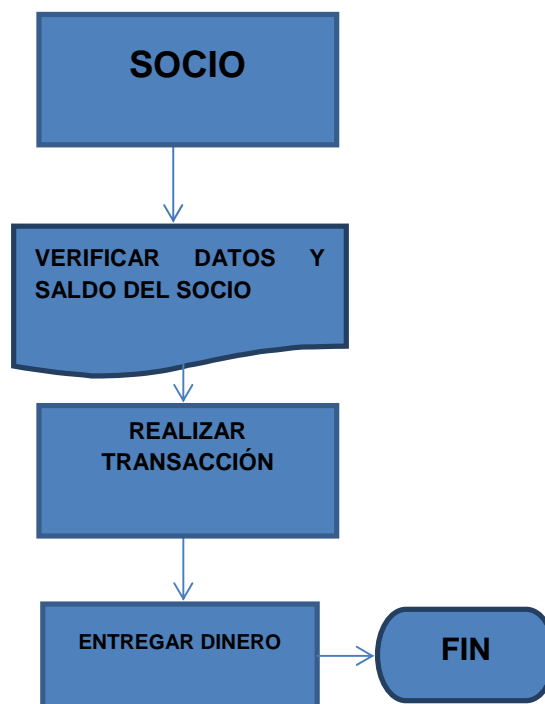 SOCIO
VERIFICAR DATOS Y
SALDO DEL SOCIO
REALIZAR
TRANSACCIÓN
ENTREGAR DINERO
FIN